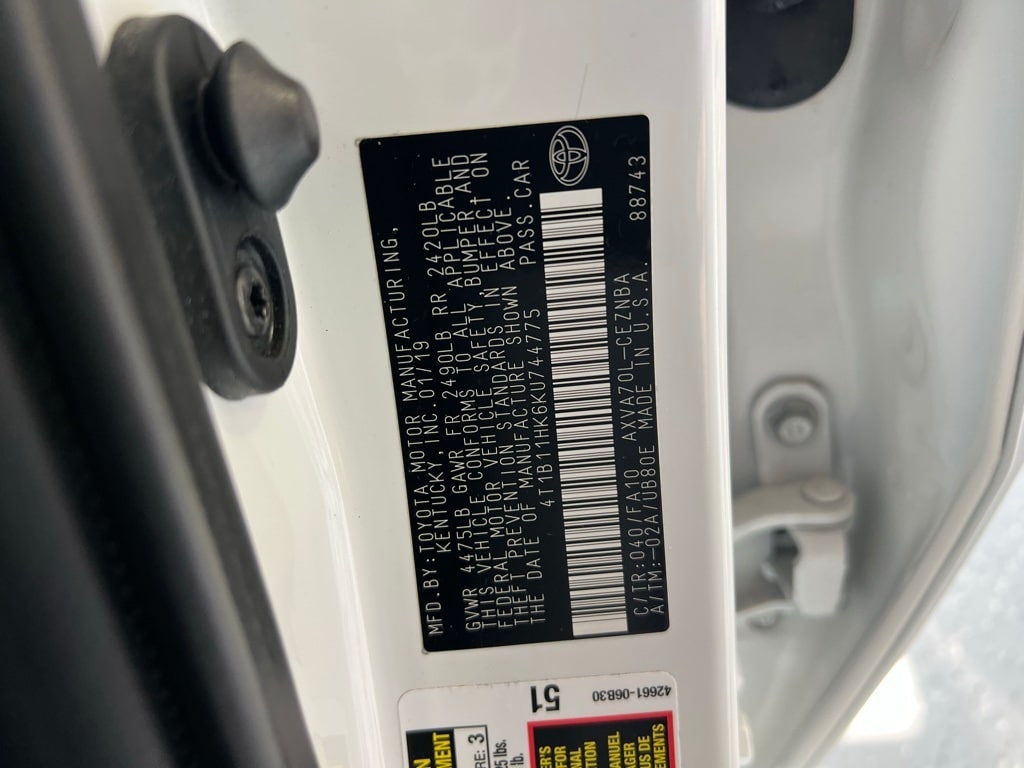 MFD.BY:TOYOTA MOTOR MANUFACTURING,
KENTUCKY, INC. 01/19
GVWR 4475LB GAWR FR 2490LB RR 2420LB
THIS VEHICLE CONFORMS TO ALL APPLICABLE
FEDERAL MOTOR VEHICLE SAFETY, BUMPER, AND
THEFT PREVENTION STANDARDS IN EFFECT ON
THE DATE OF MANUFACTURE SHOWN ABOVE.
4T1B11HK6KU744775 PASS.CAR
C/TR:040/FA10 AXVA70L-CEZNBA
A/TM:-02A/UB80E MADE IN U.S.A. 88743
51
42661-06B30
3
lbs.
lb.